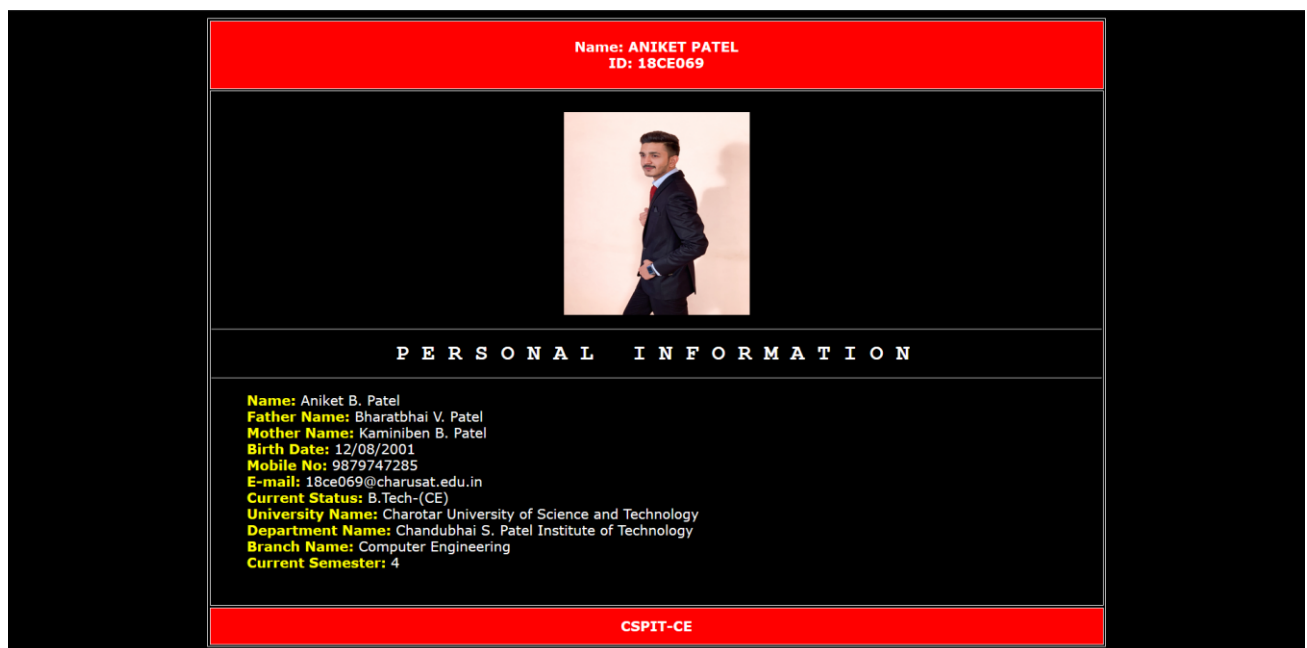 Name: ANIKET PATEL
ID: 18CE069
PERSONAL INFORMATION
Name: Aniket B. Patel
Father Name: Bharatbhai V. Patel
Mother Name: Kaminiben B. Patel
Birth Date: 12/08/2001
Mobile No: 9879747285
E-mail: 18ce069@charusat.edu.in
Current Status: B.Tech-(CE)
University Name: Charotar University of Science and Technology
Department Name: Chandubhai S. Patel Institute of Technology
Branch Name: Computer Engineering
Current Semester: 4
CSPIT-CE